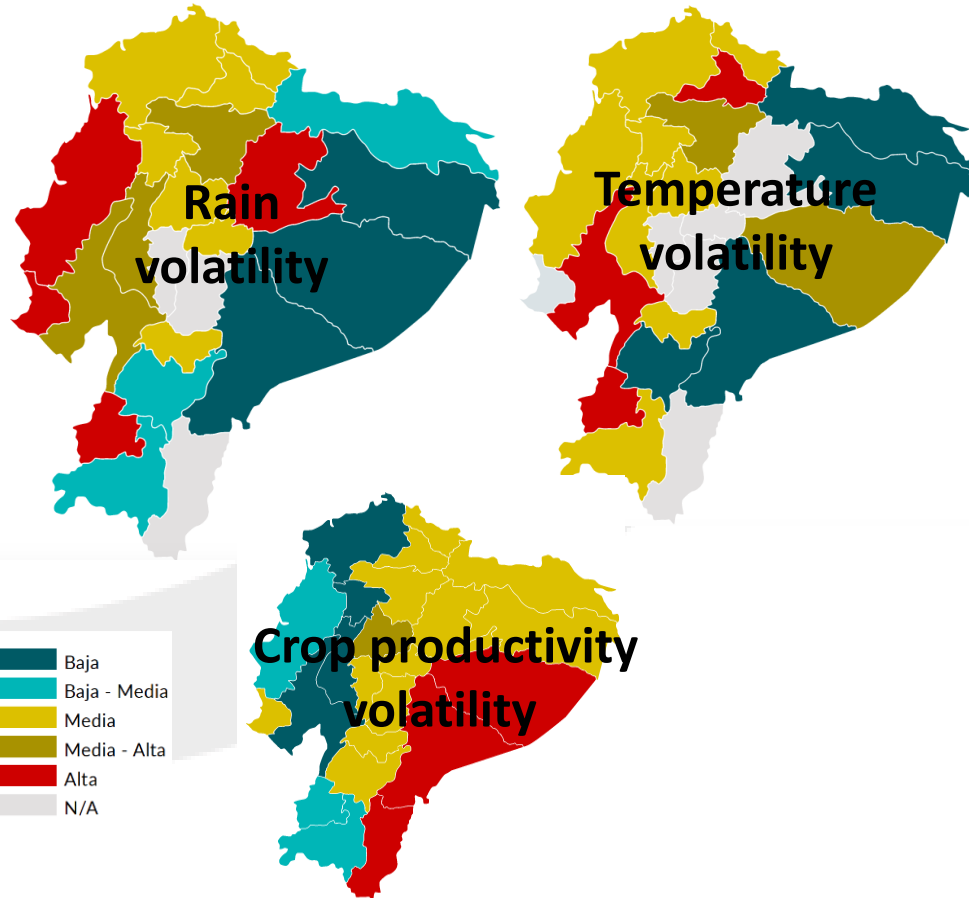 Rain
volatility
Temperature
volatility
Crop productivity
volatility
Baja
Baja - Media
Media
Media - Alta
Alta
N/A